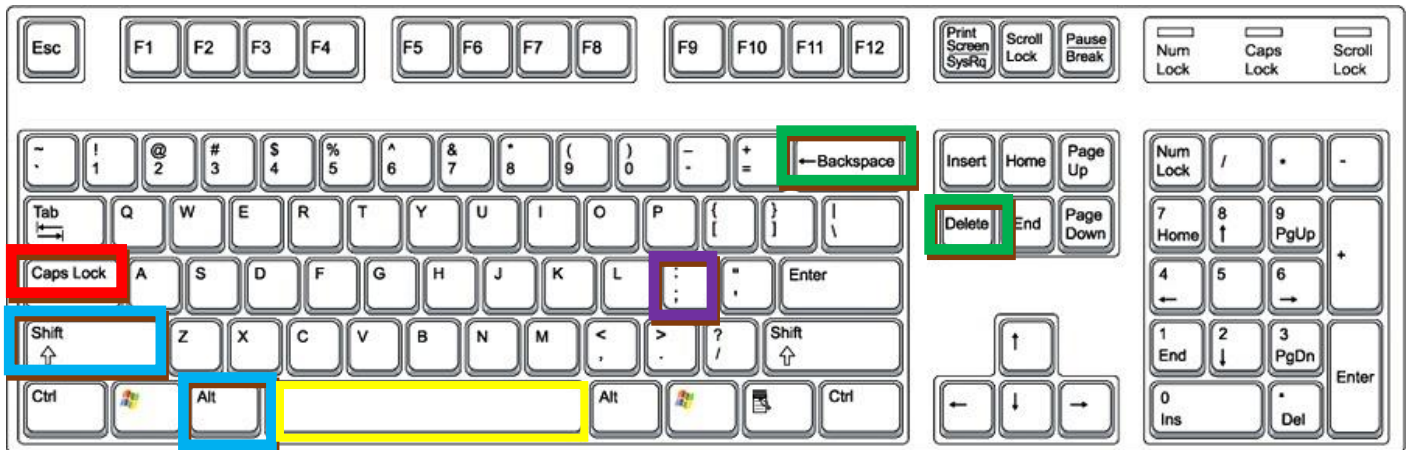 Esc F1 F2 F3 F4 F5 F6 F7 F8 F9 F10 F11 F12 Print Screen SysRq Scroll Lock Pause Break Num Lock Caps Lock Scroll Lock
~ ` ! 1 @ 2 # 3 $ 4 % 5 ^ 6 & 7 * 8 ( 9 ) 0 – - + = ←Backspace Insert Home Page Up Num Lock / • -
Tab Q W E R T Y U I O P { [ } ] | \ Delete End Page Down 7 Home 8 ↑ 9 PgUp +
Caps Lock A S D F G H J K L : ; " ' Enter 4 ← 5 6 →
Shift ⇧ Z X C V B N M < , > . ? / Shift ⇧ ↑ 1 End 2 ↓ 3 PgDn Enter
Ctrl Alt Alt Ctrl ← ↓ → 0 Ins • Del